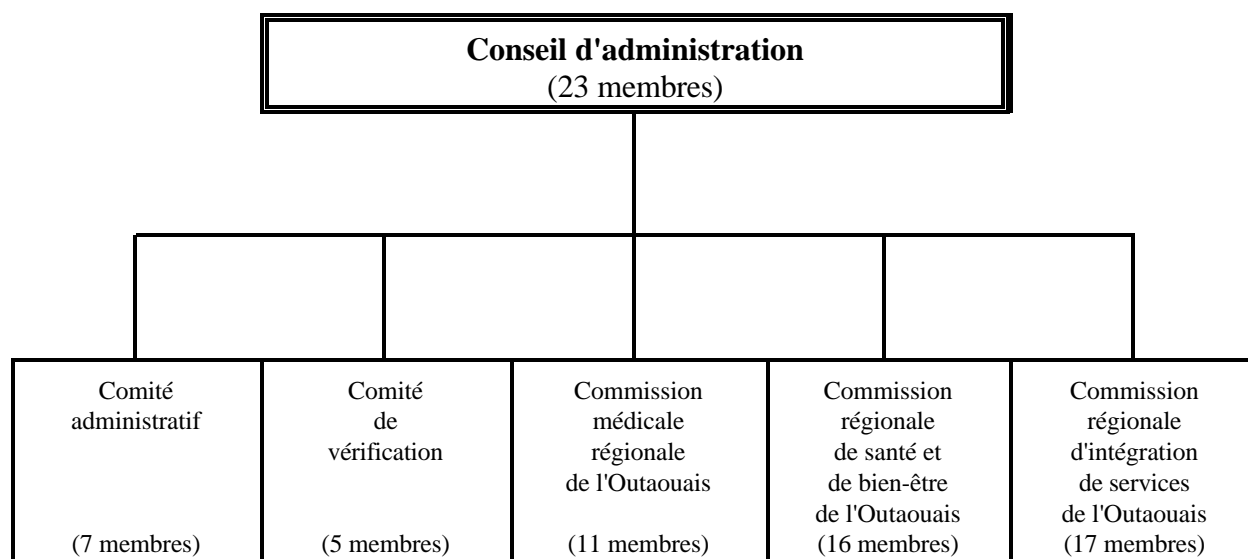 Conseil d'administration
(23 membres)
Comité
administratif
(7 membres)
Comité
de
vérification
(5 membres)
Commission
médicale
régionale
de l'Outaouais
(11 membres)
Commission
régionale
de santé et
de bien-être
de l'Outaouais
(16 membres)
Commission
régionale
d'intégration
de services
de l'Outaouais
(17 membres)